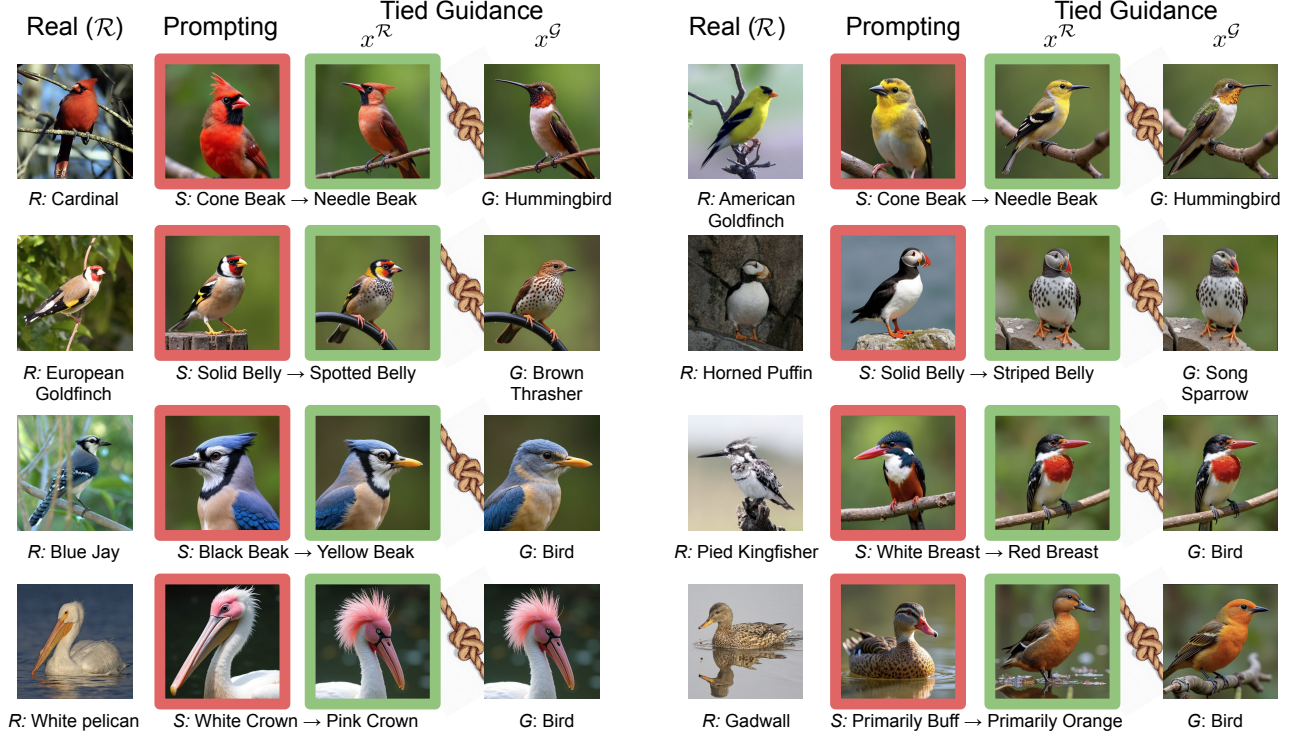 Tied Guidance
Real (ℛ) Prompting x^ℛ x^𝒢
R: Cardinal S: Cone Beak → Needle Beak G: Hummingbird
R: European
Goldfinch
S: Solid Belly → Spotted Belly
G: Brown
Thrasher
R: Blue Jay S: Black Beak → Yellow Beak G: Bird
R: White pelican S: White Crown → Pink Crown G: Bird
Tied Guidance
Real (ℛ) Prompting x^ℛ x^𝒢
R: American
Goldfinch
S: Cone Beak → Needle Beak G: Hummingbird
R: Horned Puffin S: Solid Belly → Striped Belly
G: Song
Sparrow
R: Pied Kingfisher S: White Breast → Red Breast G: Bird
R: Gadwall S: Primarily Buff → Primarily Orange G: Bird